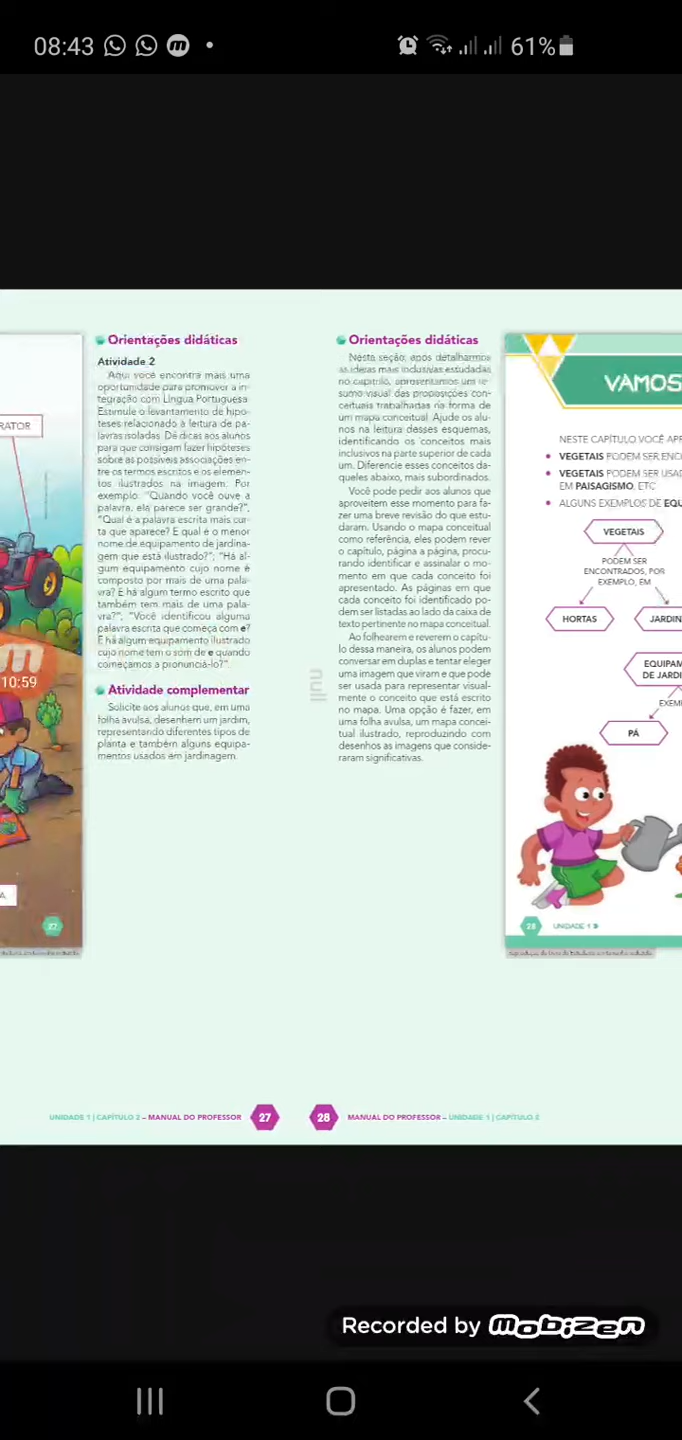 08:43
61%
RATOR
10:59
A
27
Orientações didáticas
Atividade 2
Aqui você encontra mais uma
oportunidade para promover a in-
tegração com Língua Portuguesa.
Estimule o levantamento de hipó-
teses relacionado à leitura de pa-
lavras isoladas. Dê dicas aos alunos
para que consigam fazer hipóteses
sobre as possíveis associações en-
tre os termos escritos e os elemen-
tos ilustrados na imagem. Por
exemplo: "Quando você ouve a
palavra, ela parece ser grande?",
"Qual é a palavra escrita mais cur-
ta que aparece? E qual é o menor
nome de equipamento de jardina-
gem que está ilustrado?"; "Há al-
gum equipamento cujo nome é
composto por mais de uma pala-
vra? E há algum termo escrito que
também tem mais de uma pala-
vra?"; "Você identificou alguma
palavra escrita que começa com e?
E há algum equipamento ilustrado
cujo nome tem o som de e quando
começamos a pronunciá-lo?".
Atividade complementar
Solicite aos alunos que, em uma
folha avulsa, desenhem um jardim,
representando diferentes tipos de
planta e também alguns equipa-
mentos usados em jardinagem.
UNIDADE 1 | CAPÍTULO 2 – MANUAL DO PROFESSOR 27
null
Orientações didáticas
Nesta seção, após detalharmos
as ideias mais inclusivas estudadas
no capítulo, apresentamos um re-
sumo visual das proposições con-
ceituais trabalhadas na forma de
um mapa conceitual. Ajude os alu-
nos na leitura desses esquemas,
identificando os conceitos mais
inclusivos na parte superior de cada
um. Diferencie esses conceitos da-
queles abaixo, mais subordinados.
Você pode pedir aos alunos que
aproveitem esse momento para fa-
zer uma breve revisão do que estu-
daram. Usando o mapa conceitual
como referência, eles podem rever
o capítulo, página a página, procu-
rando identificar e assinalar o mo-
mento em que cada conceito foi
apresentado. As páginas em que
cada conceito foi identificado po-
dem ser listadas ao lado da caixa de
texto pertinente no mapa conceitual.
Ao folhearem e reverem o capítu-
lo dessa maneira, os alunos podem
conversar em duplas e tentar eleger
uma imagem que viram e que pode
ser usada para representar visual-
mente o conceito que está escrito
no mapa. Uma opção é fazer, em
uma folha avulsa, um mapa concei-
tual ilustrado, reproduzindo com
desenhos as imagens que conside-
raram significativas.
VAMOS
NESTE CAPÍTULO VOCÊ APR
VEGETAIS PODEM SER ENCO
VEGETAIS PODEM SER USAD
EM PAISAGISMO, ETC
ALGUNS EXEMPLOS DE EQU
VEGETAIS
PODEM SER
ENCONTRADOS, POR
EXEMPLO, EM
HORTAS
JARDIN
EQUIPAM
DE JARDI
EXEM
PÁ
28 UNIDADE 1
28 MANUAL DO PROFESSOR – UNIDADE 1 | CAPÍTULO 2
Recorded by mobizen